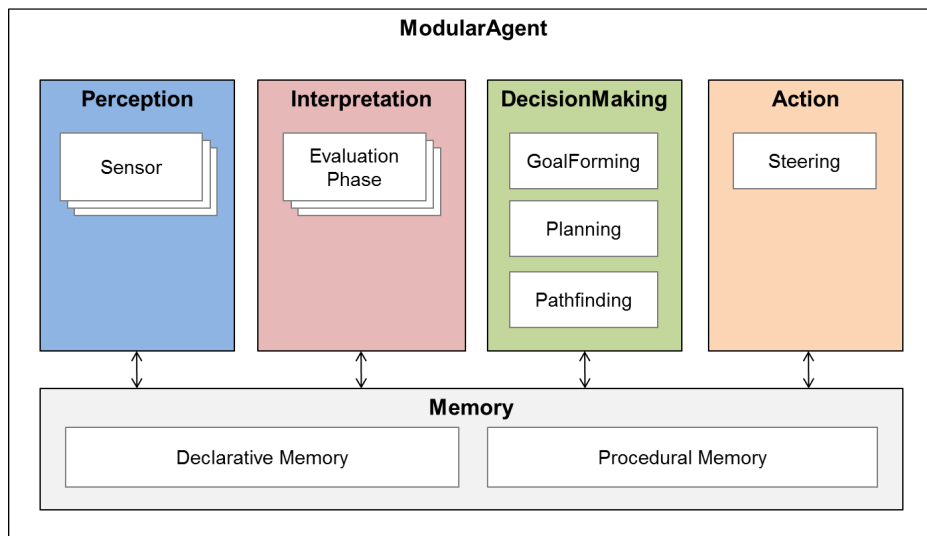 ModularAgent
Perception
Sensor
Interpretation
Evaluation
Phase
DecisionMaking
GoalForming
Planning
Pathfinding
Action
Steering
Memory
Declarative Memory
Procedural Memory